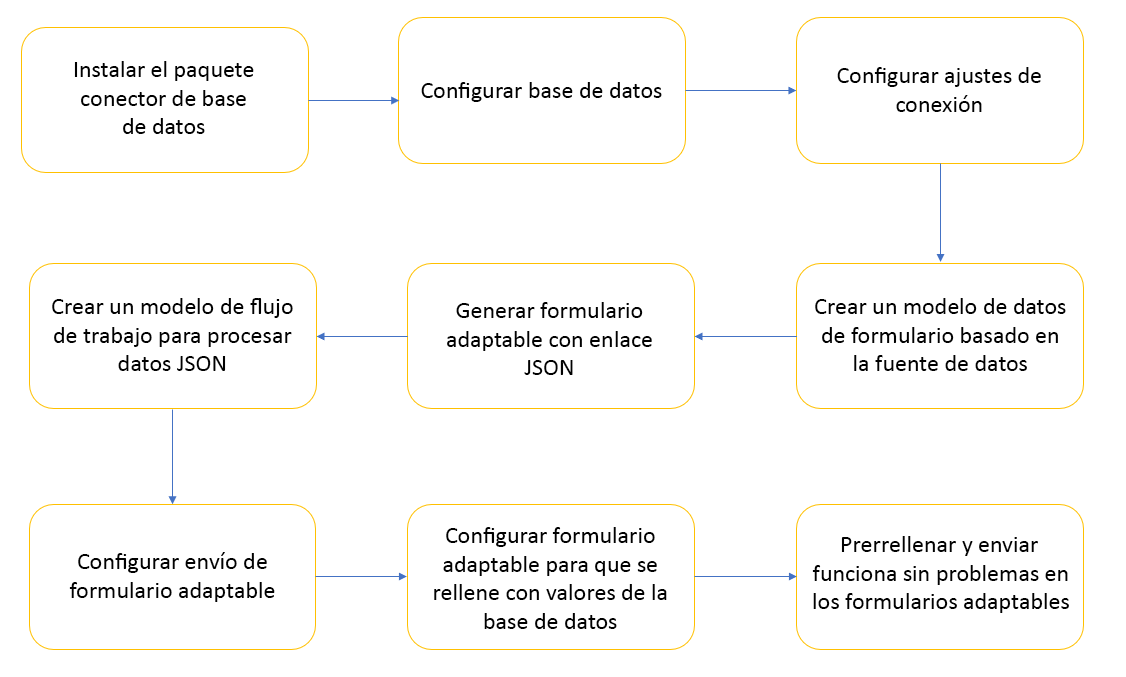 Instalar el paquete
conector de base
de datos
Configurar base de datos
Configurar ajustes de
conexión
Crear un modelo de datos
de formulario basado en
la fuente de datos
Generar formulario
adaptable con enlace
JSON
Crear un modelo de flujo
de trabajo para procesar
datos JSON
Configurar envío de
formulario adaptable
Configurar formulario
adaptable para que se
rellene con valores de la
base de datos
Prerrellenar y enviar
funciona sin problemas en
los formularios adaptables